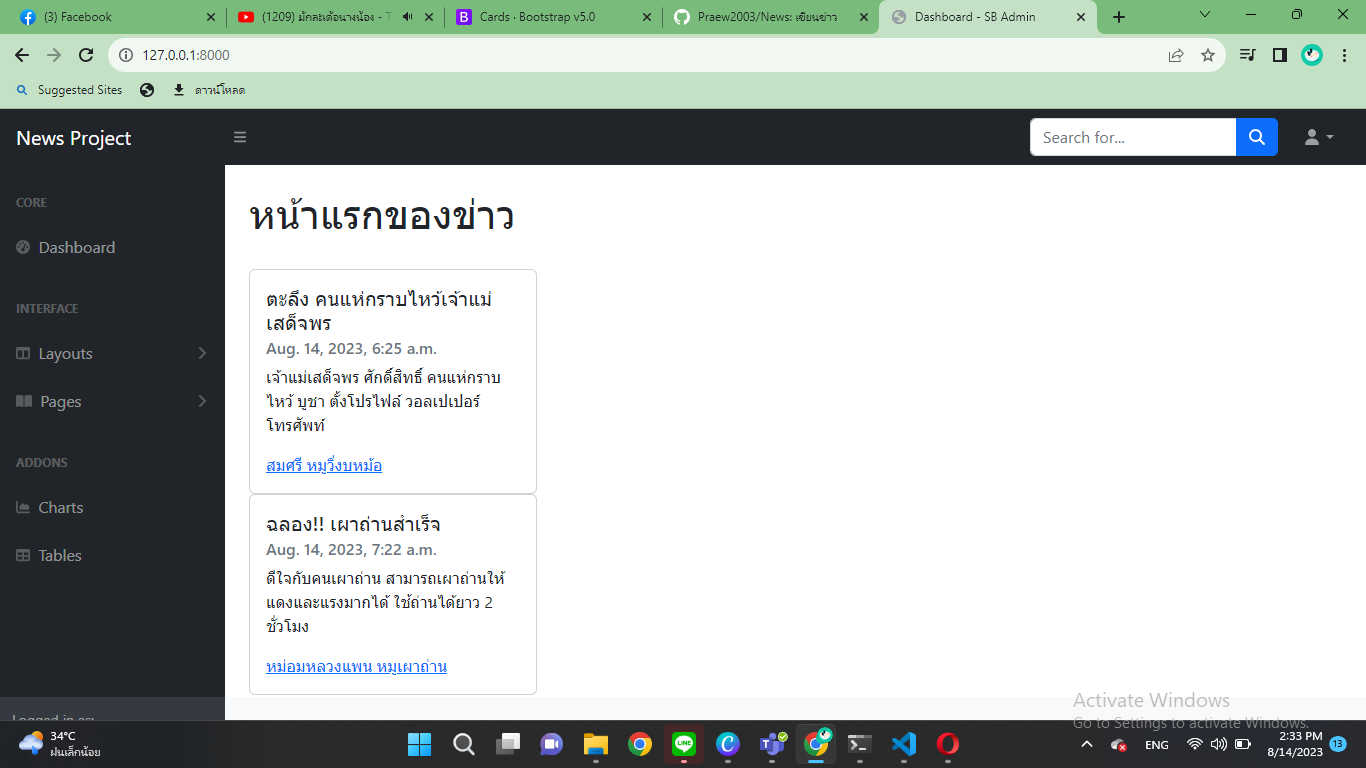 (3) Facebook
(1209) มักละเด้อนางน้อง - T
Cards · Bootstrap v5.0
Praew2003/News: เขียนข่าว
Dashboard - SB Admin
127.0.0.1:8000
Suggested Sites
ดาวน์โหลด
News Project
Search for...
CORE
Dashboard
INTERFACE
Layouts
Pages
ADDONS
Charts
Tables
Logged in as:
หน้าแรกของข่าว
ตะลึง คนแห่กราบไหว้เจ้าแม่
เสด็จพร
Aug. 14, 2023, 6:25 a.m.
เจ้าแม่เสด็จพร ศักดิ์สิทธิ์ คนแห่กราบ
ไหว้ บูชา ตั้งโปรไฟล์ วอลเปเปอร์
โทรศัพท์
สมศรี หมูวิ่งบหม้อ
ฉลอง!! เผาถ่านสำเร็จ
Aug. 14, 2023, 7:22 a.m.
ดีใจกับคนเผาถ่าน สามารถเผาถ่านให้
แดงและแรงมากได้ ใช้ถ่านได้ยาว 2
ชั่วโมง
หม่อมหลวงแพน หมูเผาถ่าน
Activate Windows
Go to Settings to activate Windows.
34°C
ฝนเล็กน้อย
LINE
ENG
2:33 PM
8/14/2023
13